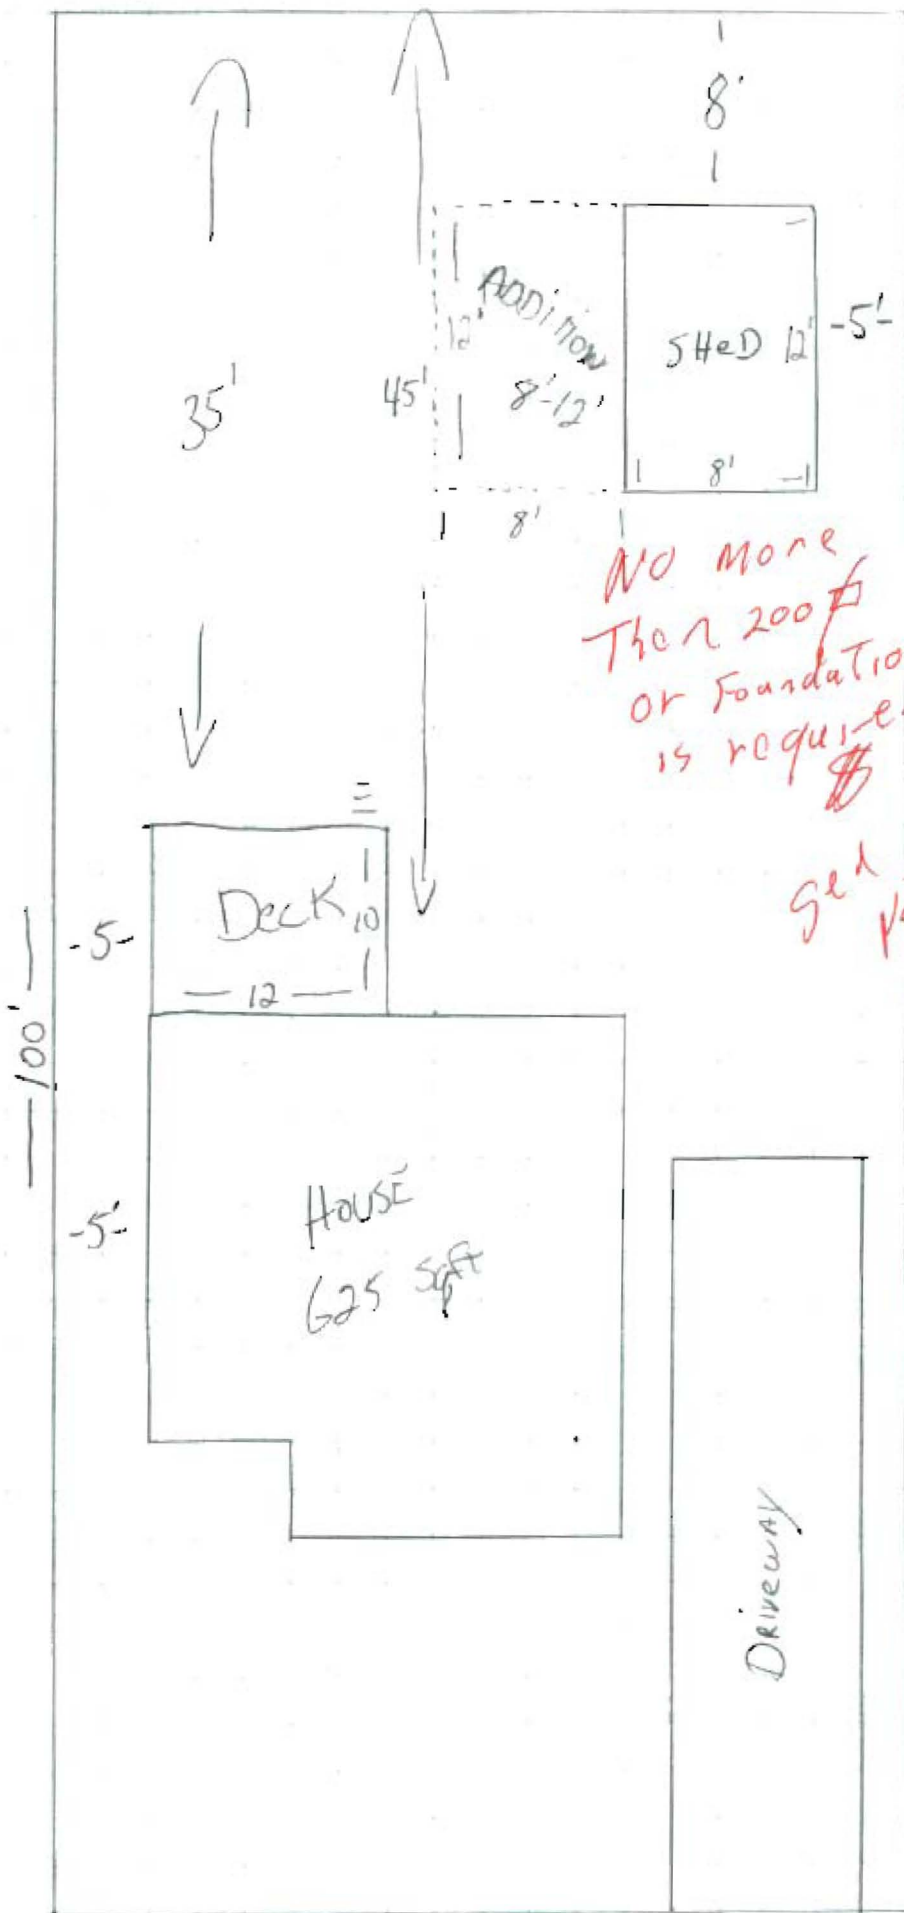 8'
ADDition
12'
8'-12'
SHeD
12'
-5'-
35'
45'
8'
8'
No more
Then 200
or FoundaTio
is require
Deck
10
-5-
12
100'
HOUSE
625 Sqft
-5'-
DRiveWAY